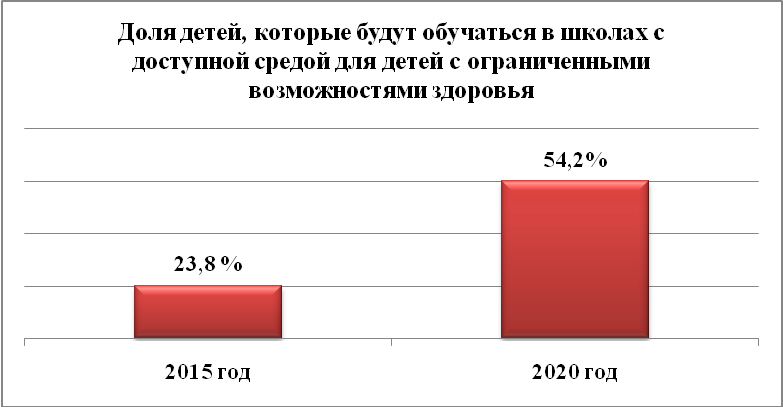 Доля детей, которые будут обучаться в школах с
доступной средой для детей с ограниченными
возможностями здоровья
54,2%
23,8 %
2015 год
2020 год